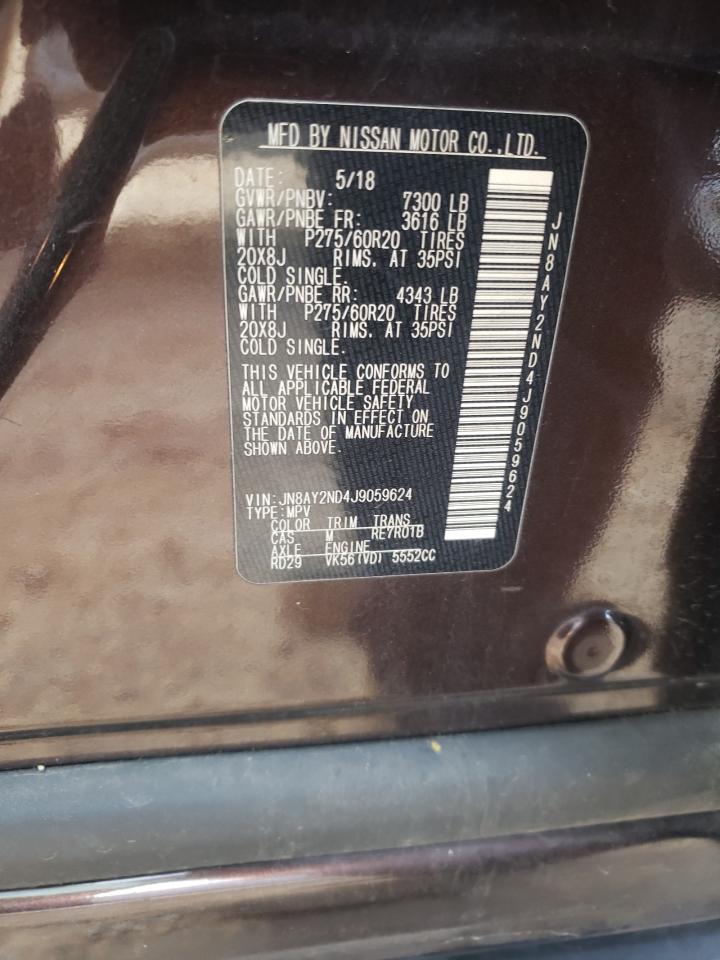 MFD BY NISSAN MOTOR CO.,LTD.
DATE: 5/18
GVWR/PNBV: 7300 LB
GAWR/PNBE FR: 3616 LB
WITH P275/60R20 TIRES
20X8J RIMS, AT 35PSI
COLD SINGLE.
GAWR/PNBE RR: 4343 LB
WITH P275/60R20 TIRES
20X8J RIMS, AT 35PSI
COLD SINGLE.
THIS VEHICLE CONFORMS TO
ALL APPLICABLE FEDERAL
MOTOR VEHICLE SAFETY
STANDARDS IN EFFECT ON
THE DATE OF MANUFACTURE
SHOWN ABOVE.
VIN:JN8AY2ND4J9059624
TYPE:MPV
COLOR TRIM TRANS
CAS M RE7R01B
AXLE ENGINE
RD29 VK56(VD) 5552CC
JN8AY2ND4J9059624